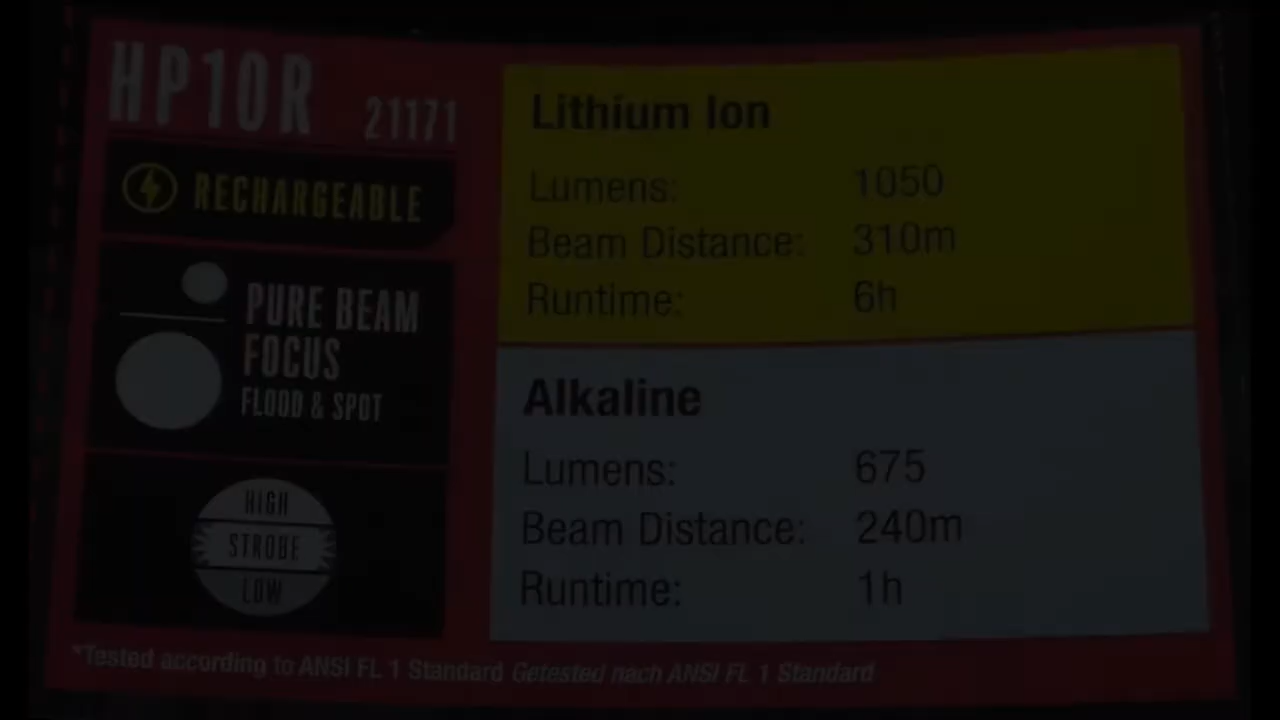 HP10R 21171
RECHARGEABLE
PURE BEAM
FOCUS
FLOOD & SPOT
HIGH
STROBE
LOW
Lithium Ion
Lumens: 1050
Beam Distance: 310m
Runtime: 6h
Alkaline
Lumens: 675
Beam Distance: 240m
Runtime: 1h
*Tested according to ANSI FL 1 Standard Getested nach ANSI FL 1 Standard